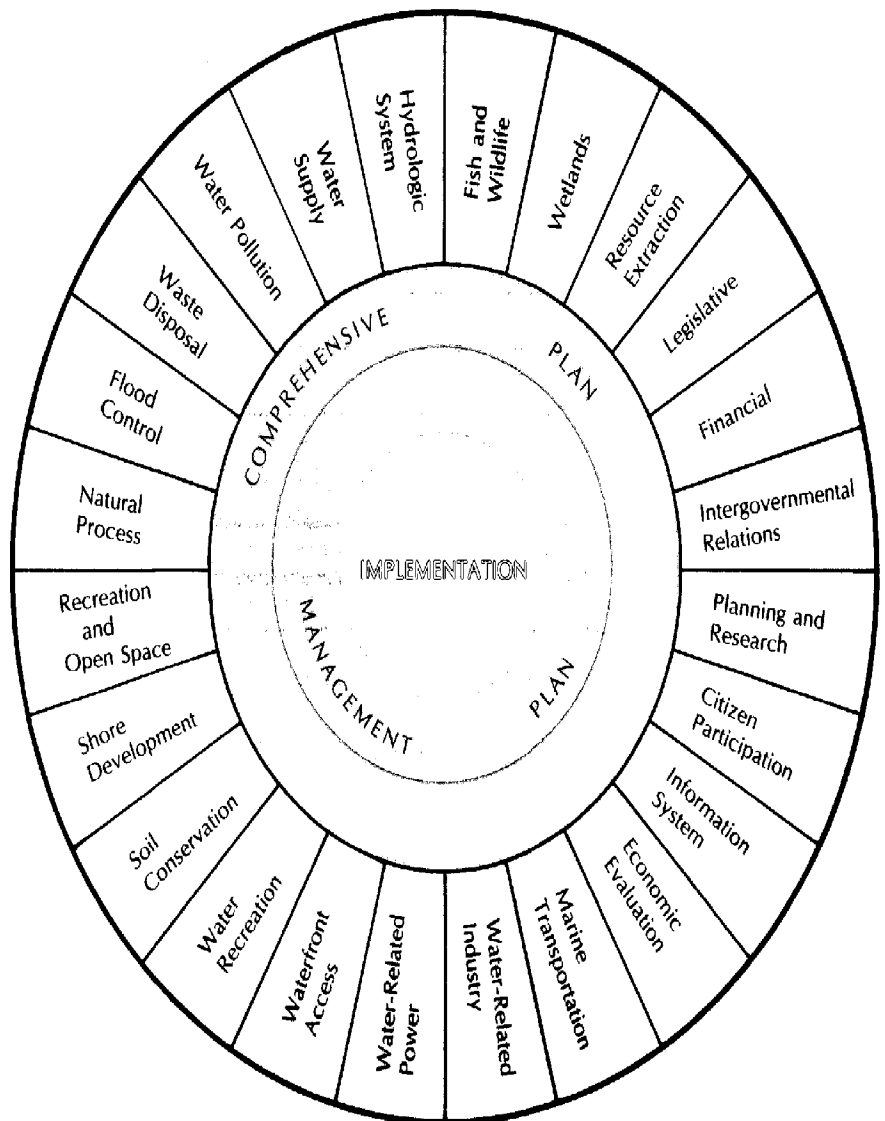 Hydrologic
System
Fish and
Wildlife
Wetlands
Resource
Extraction
Legislative
Financial
Intergovernmental
Relations
Planning and
Research
Citizen
Participation
Information
System
Economic
Evaluation
Marine
Transportation
Water-Related
Industry
Water-Related
Power
Waterfront
Access
Water
Recreation
Soil
Conservation
Shore
Development
Recreation
and
Open Space
Natural
Process
Flood
Control
Waste
Disposal
Water Pollution
Water
Supply
COMPREHENSIVE
PLAN
IMPLEMENTATION
MANAGEMENT
PLAN